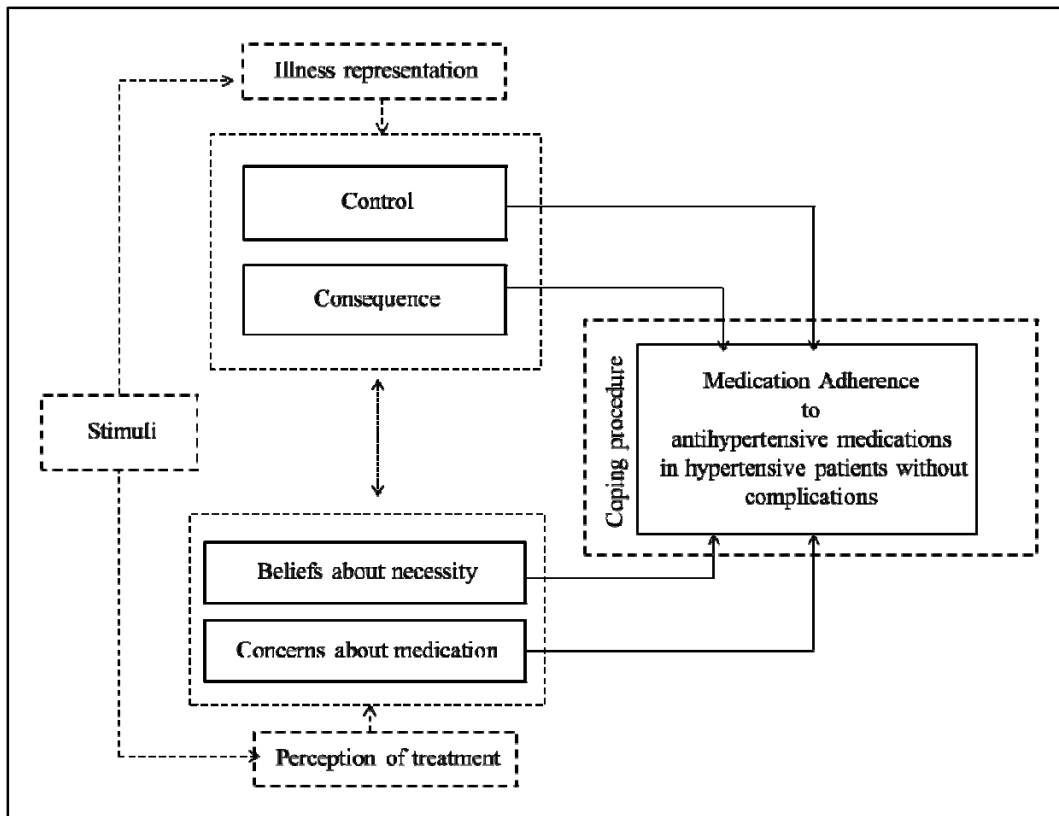 Illness representation
Control
Consequence
Stimuli
Coping procedure
Medication Adherence
to
antihypertensive medications
in hypertensive patients without
complications
Beliefs about necessity
Concerns about medication
Perception of treatment